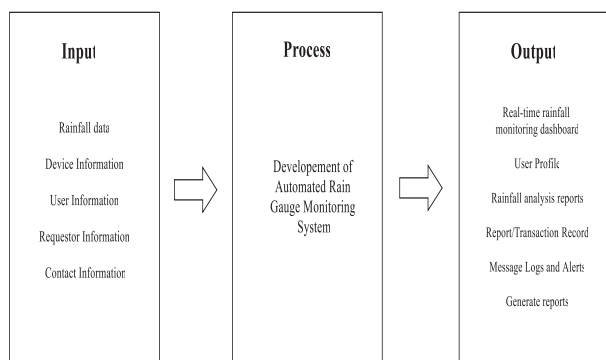 Input
Rainfall data
Device Information
User Information
Requestor Information
Contact Information
Process
Developement of
Automated Rain
Gauge Monitoring
System
Output
Real-time rainfall
monitoring dashboard
User Profile
Rainfall analysis reports
Report/Transaction Record
Message Logs and Alerts
Generate reports